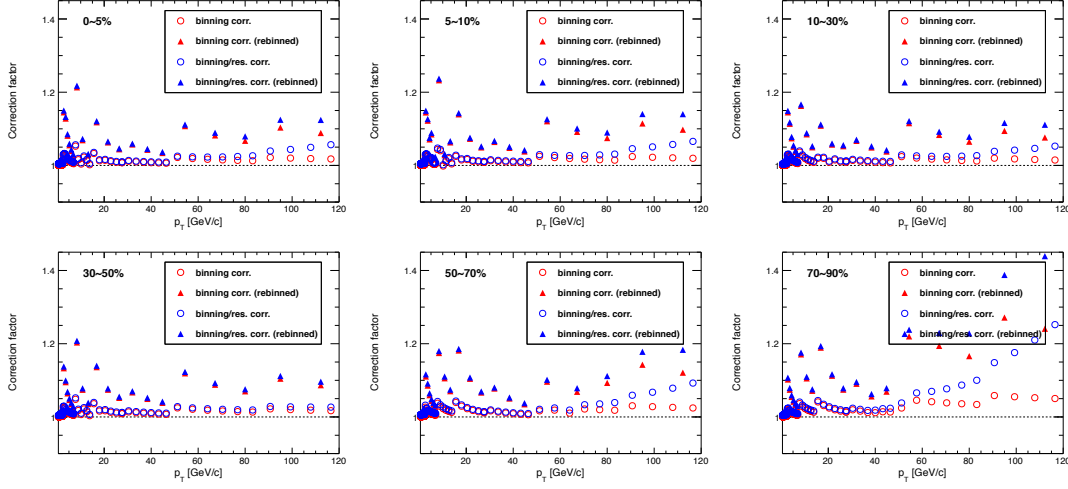 0~5%
binning corr.
binning corr. (rebinned)
binning/res. corr.
binning/res. corr. (rebinned)
Correction factor
1.4
1.2
1
20 40 60 80 100 120
p_T [GeV/c]
5~10%
binning corr.
binning corr. (rebinned)
binning/res. corr.
binning/res. corr. (rebinned)
Correction factor
1.4
1.2
1
20 40 60 80 100 120
p_T [GeV/c]
10~30%
binning corr.
binning corr. (rebinned)
binning/res. corr.
binning/res. corr. (rebinned)
Correction factor
1.4
1.2
1
20 40 60 80 100 120
p_T [GeV/c]
30~50%
binning corr.
binning corr. (rebinned)
binning/res. corr.
binning/res. corr. (rebinned)
Correction factor
1.4
1.2
1
20 40 60 80 100 120
p_T [GeV/c]
50~70%
binning corr.
binning corr. (rebinned)
binning/res. corr.
binning/res. corr. (rebinned)
Correction factor
1.4
1.2
1
20 40 60 80 100 120
p_T [GeV/c]
70~90%
binning corr.
binning corr. (rebinned)
binning/res. corr.
binning/res. corr. (rebinned)
Correction factor
1.4
1.2
1
20 40 60 80 100 120
p_T [GeV/c]